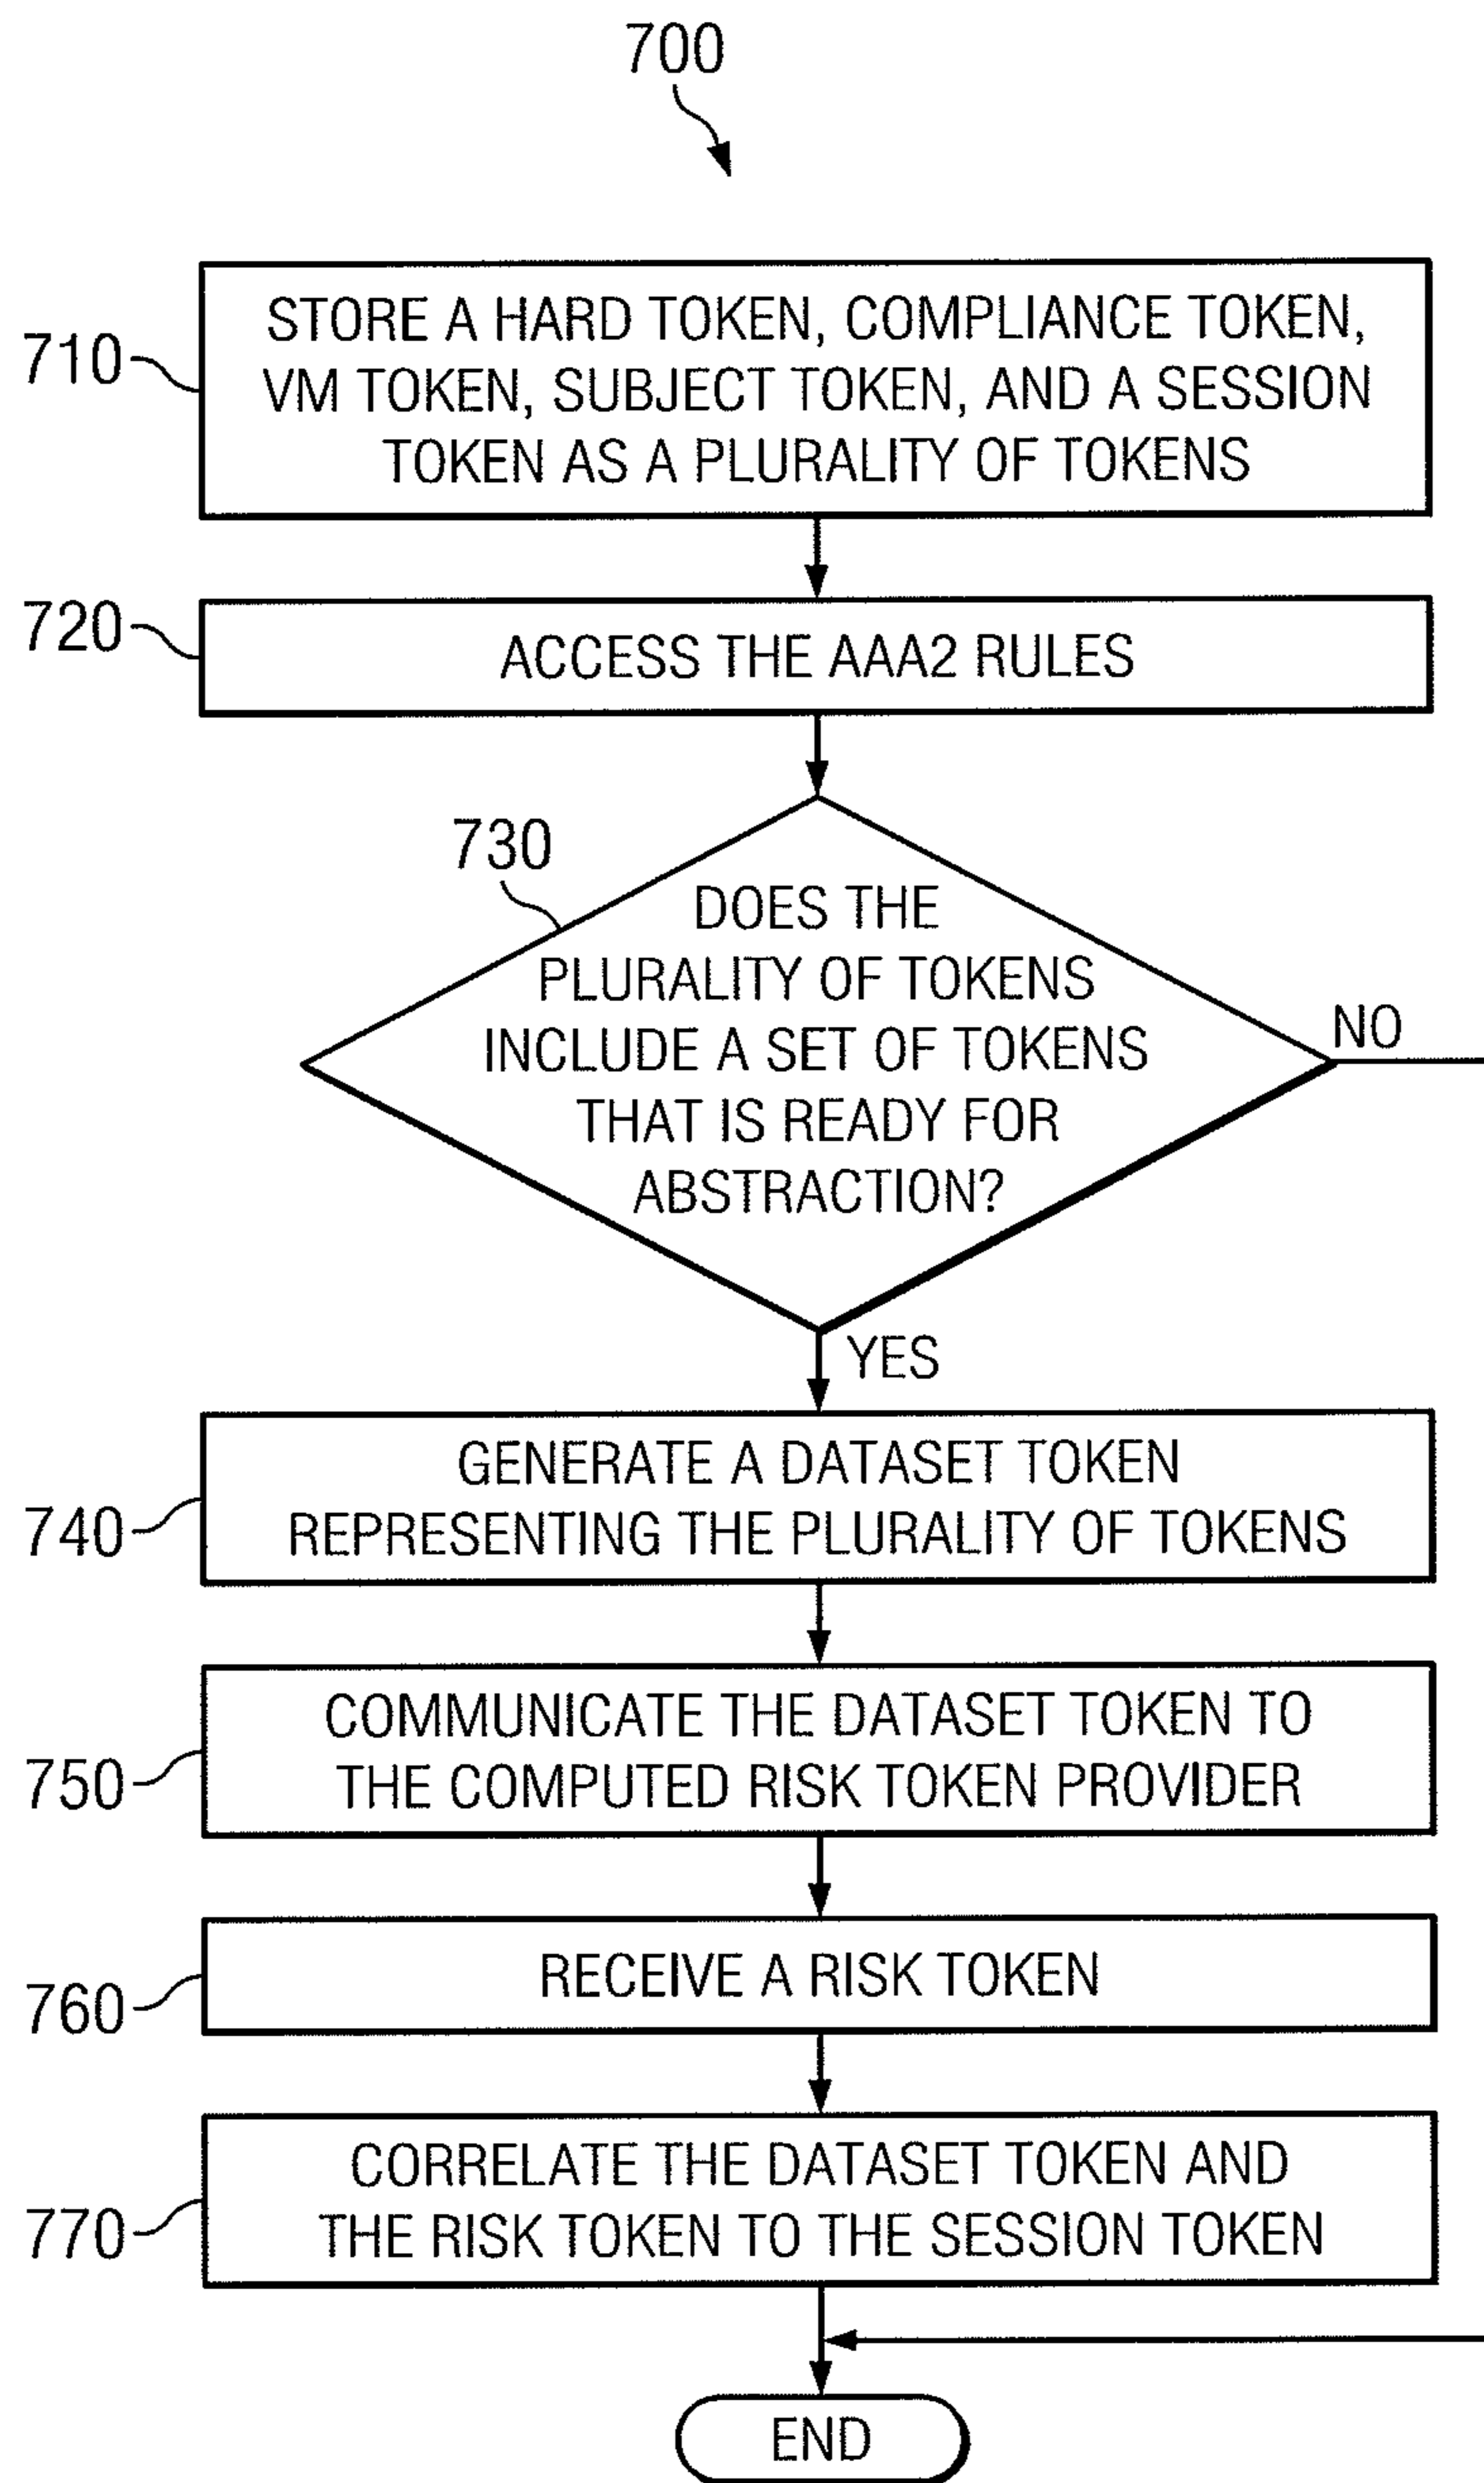 700
710
STORE A HARD TOKEN, COMPLIANCE TOKEN,
VM TOKEN, SUBJECT TOKEN, AND A SESSION
TOKEN AS A PLURALITY OF TOKENS
720
ACCESS THE AAA2 RULES
730
DOES THE
PLURALITY OF TOKENS
INCLUDE A SET OF TOKENS
THAT IS READY FOR
ABSTRACTION?
NO
YES
740
GENERATE A DATASET TOKEN
REPRESENTING THE PLURALITY OF TOKENS
750
COMMUNICATE THE DATASET TOKEN TO
THE COMPUTED RISK TOKEN PROVIDER
760
RECEIVE A RISK TOKEN
770
CORRELATE THE DATASET TOKEN AND
THE RISK TOKEN TO THE SESSION TOKEN
END